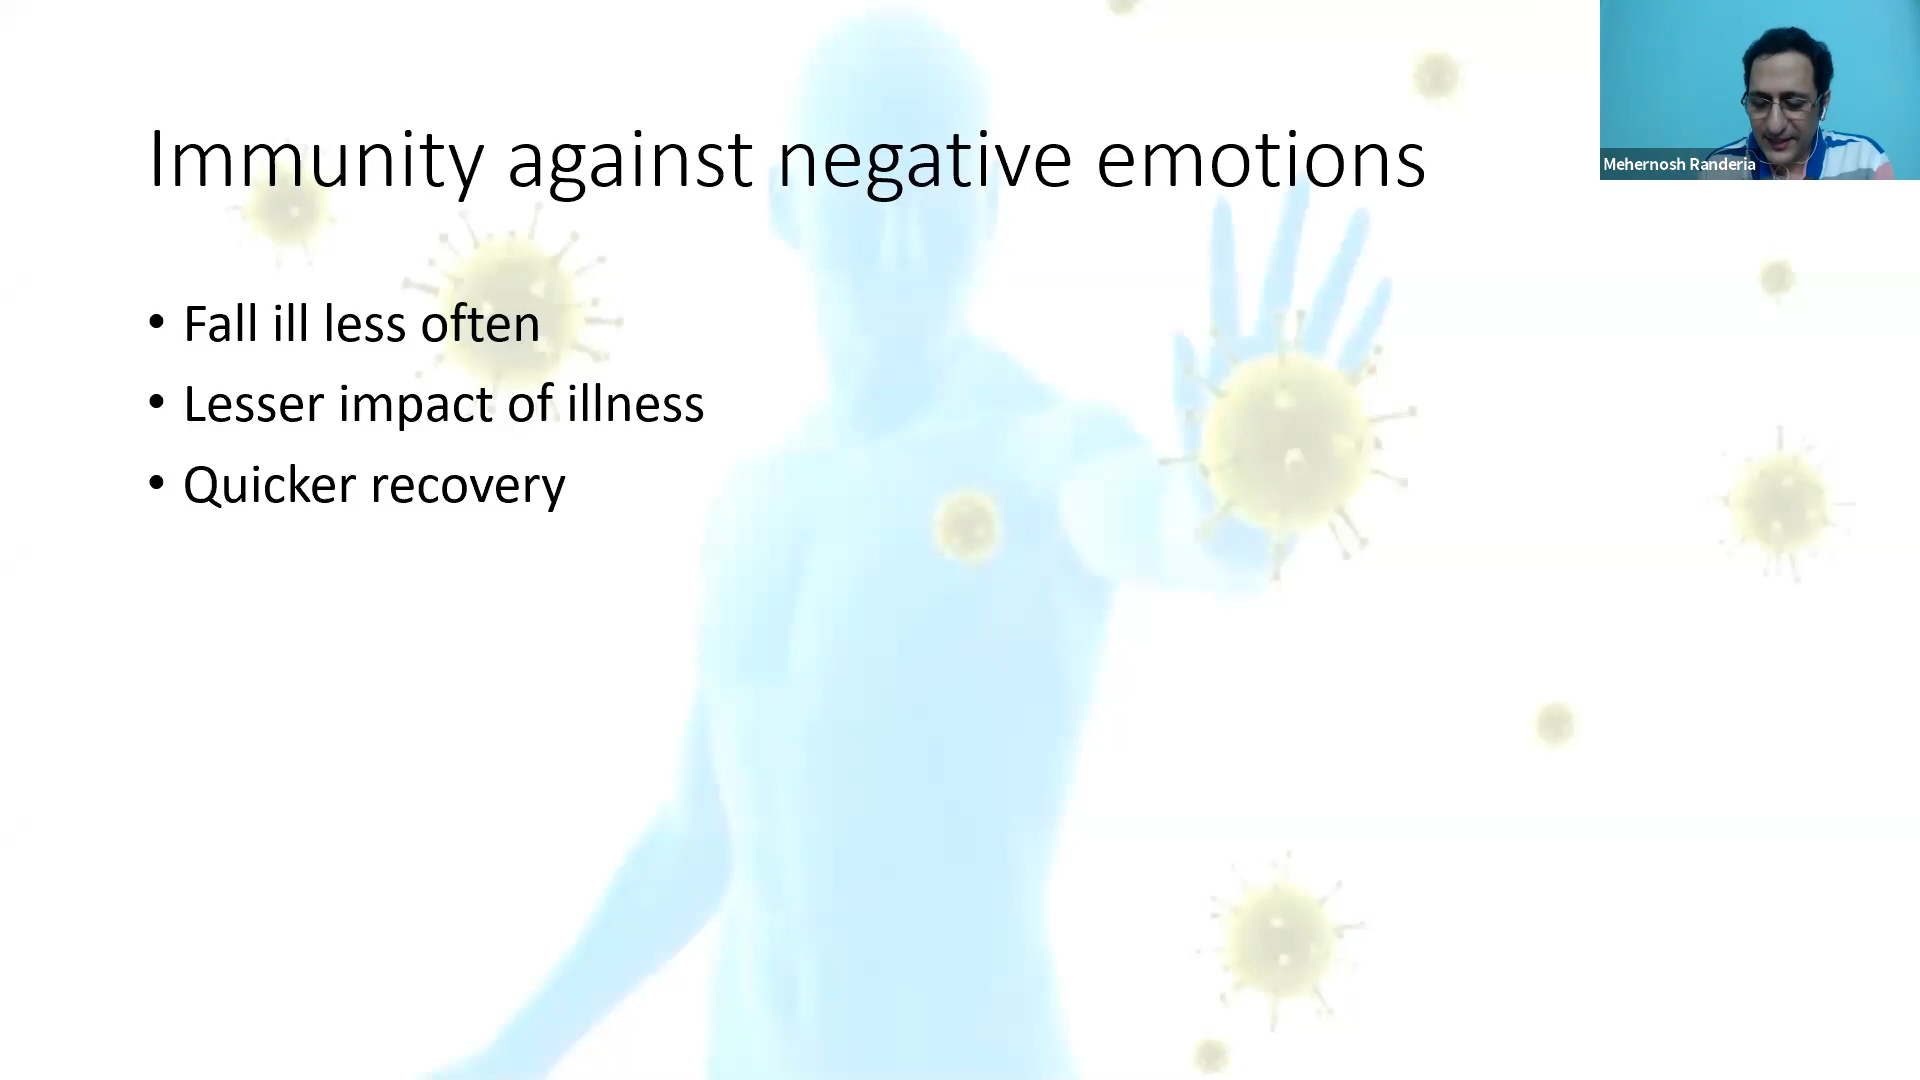 Immunity against negative emotions
• Fall ill less often
• Lesser impact of illness
• Quicker recovery
Mehernosh Randeria